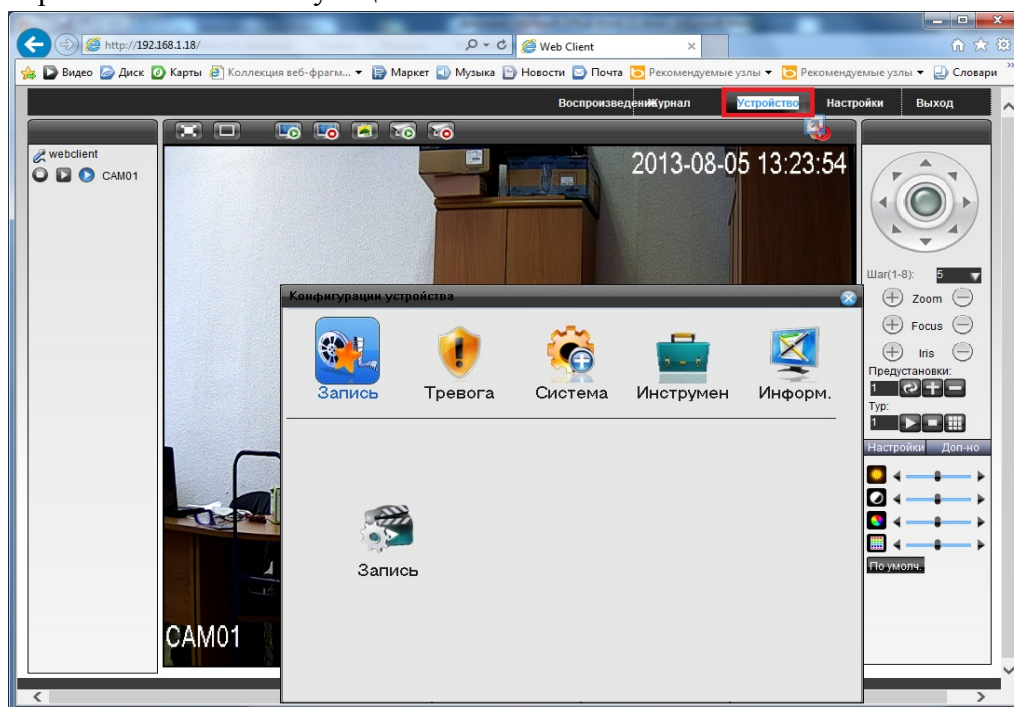 http://192.168.1.18/
Web Client
Видео Диск Карты Коллекция веб-фрагм... Маркет Музыка Новости Почта Рекомендуемые узлы Рекомендуемые узлы Словари
Воспроизведение Журнал Устройство Настройки Выход
webclient
CAM01
2013-08-05 13:23:54
Шаг(1-8): 5
Zoom
Focus
Iris
Предустановки:
1
Тур:
1
Настройки Доп-но
По умолч.
Конфигурации устройства
Запись Тревога Система Инструмен Информ.
Запись
CAM01